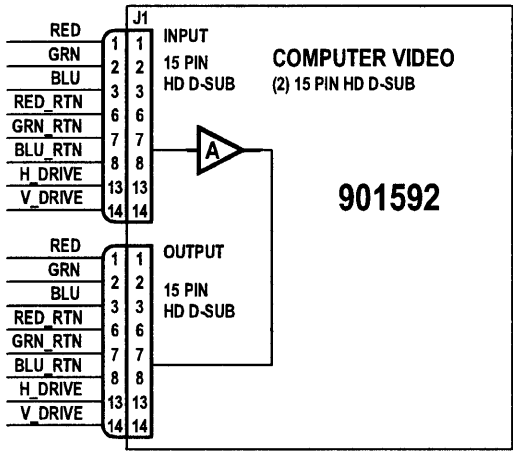 J1
RED 1 1 INPUT
GRN 2 2 15 PIN
BLU 3 3 HD D-SUB
RED_RTN 6 6
GRN_RTN 7 7
BLU_RTN 8 8
H_DRIVE 13 13
V_DRIVE 14 14
A
COMPUTER VIDEO
(2) 15 PIN HD D-SUB
901592
RED 1 1 OUTPUT
GRN 2 2
BLU 3 3 15 PIN
RED_RTN 6 6 HD D-SUB
GRN_RTN 7 7
BLU_RTN 8 8
H_DRIVE 13 13
V_DRIVE 14 14